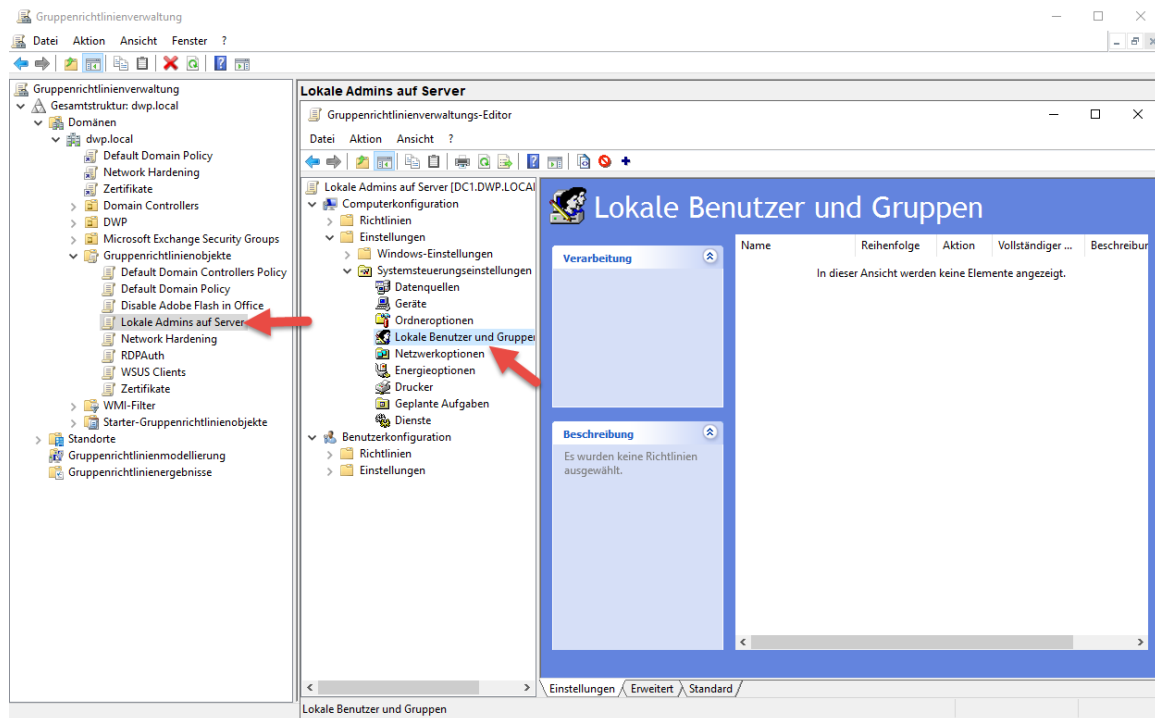 Gruppenrichtlinienverwaltung
Datei Aktion Ansicht Fenster ?
Gruppenrichtlinienverwaltung
Gesamtstruktur: dwp.local
Domänen
dwp.local
Default Domain Policy
Network Hardening
Zertifikate
Domain Controllers
DWP
Microsoft Exchange Security Groups
Gruppenrichtlinienobjekte
Default Domain Controllers Policy
Default Domain Policy
Disable Adobe Flash in Office
Lokale Admins auf Server
Network Hardening
RDPAuth
WSUS Clients
Zertifikate
WMI-Filter
Starter-Gruppenrichtlinienobjekte
Standorte
Gruppenrichtlinienmodellierung
Gruppenrichtlinienergebnisse
Lokale Admins auf Server
Gruppenrichtlinienverwaltungs-Editor
Datei Aktion Ansicht ?
Lokale Admins auf Server [DC1.DWP.LOCAL
Computerkonfiguration
Richtlinien
Einstellungen
Windows-Einstellungen
Systemsteuerungseinstellungen
Datenquellen
Geräte
Ordneroptionen
Lokale Benutzer und Gruppen
Netzwerkoptionen
Energieoptionen
Drucker
Geplante Aufgaben
Dienste
Benutzerkonfiguration
Richtlinien
Einstellungen
Lokale Benutzer und Gruppen
Verarbeitung
Beschreibung
Es wurden keine Richtlinien
ausgewählt.
Name Reihenfolge Aktion Vollständiger ... Beschreibur
In dieser Ansicht werden keine Elemente angezeigt.
Einstellungen Erweitert Standard
Lokale Benutzer und Gruppen